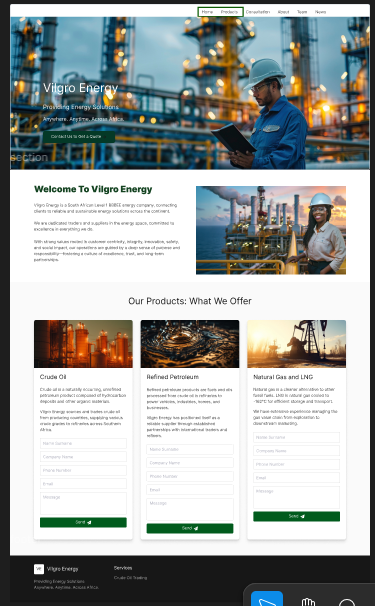 Home Products Consultation About Team News
Vilgro Energy
Providing Energy Solutions
Anywhere, Anytime, Across Africa.
Contact Us to Get a Quote
section
Welcome To Vilgro Energy
Vilgro Energy is a South African Level 1 BBBEE energy company, connecting
clients to reliable and sustainable energy solutions across the continent.
We are dedicated traders and suppliers in the energy space, committed to
excellence in everything we do.
With strong values rooted in customer centricity, integrity, innovation, safety,
and social impact, our operations are guided by a clear sense of purpose and
responsibility—fostering a culture of excellence, trust, and long-term
partnerships.
Our Products: What We Offer
Crude Oil
Crude oil is a naturally occurring, unrefined
petroleum product composed of hydrocarbon
deposits and other organic materials.
Vilgro Energy sources and trades crude oil
from producing countries, supplying various
crude grades to refineries across Southern
Africa.
Name Surname
Company Name
Phone Number
Email
Message
Send
Refined Petroleum
Refined petroleum products are fuels and oils
processed from crude oil in refineries to
power vehicles, industries, homes, and
businesses.
Vilgro Energy has positioned itself as a
reliable supplier through established
partnerships with international traders and
refiners.
Name Surname
Company Name
Phone Number
Email
Message
Send
Natural Gas and LNG
Natural gas is a cleaner alternative to other
fossil fuels. LNG is natural gas cooled to
-162°C for efficient storage and transport.
We have extensive experience managing the
gas value chain, from exploration to
downstream marketing.
Name Surname
Company Name
Phone Number
Email
Message
Send
VE Vilgro Energy
Providing Energy Solutions
Anywhere, Anytime, Across Africa.
Services
Crude Oil Trading